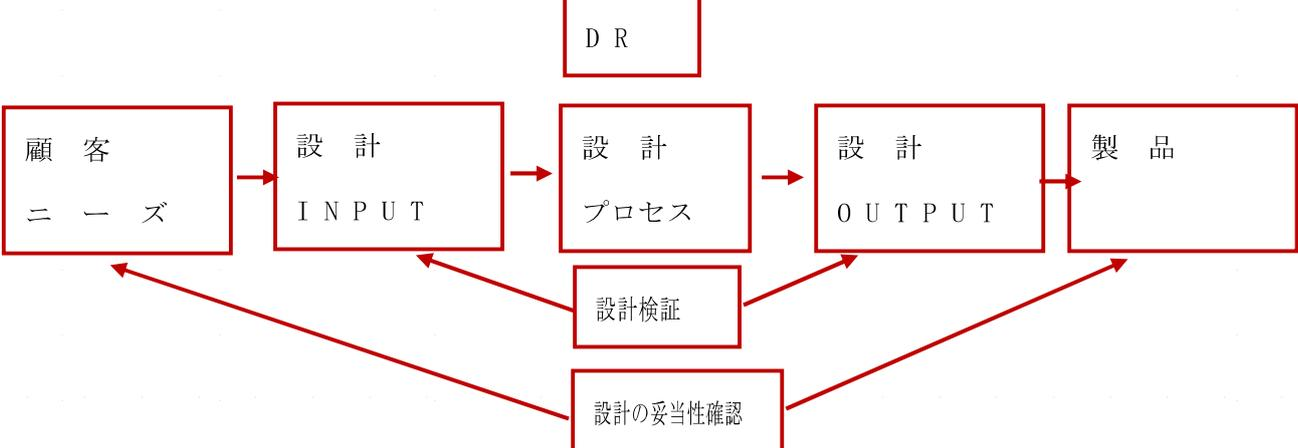 ＤＲ
顧　客
ニ　ー　ズ
設　計
ＩＮＰＵＴ
設　計
プロセス
設　計
ＯＵＴＰＵＴ
製　品
設計検証
設計の妥当性確認